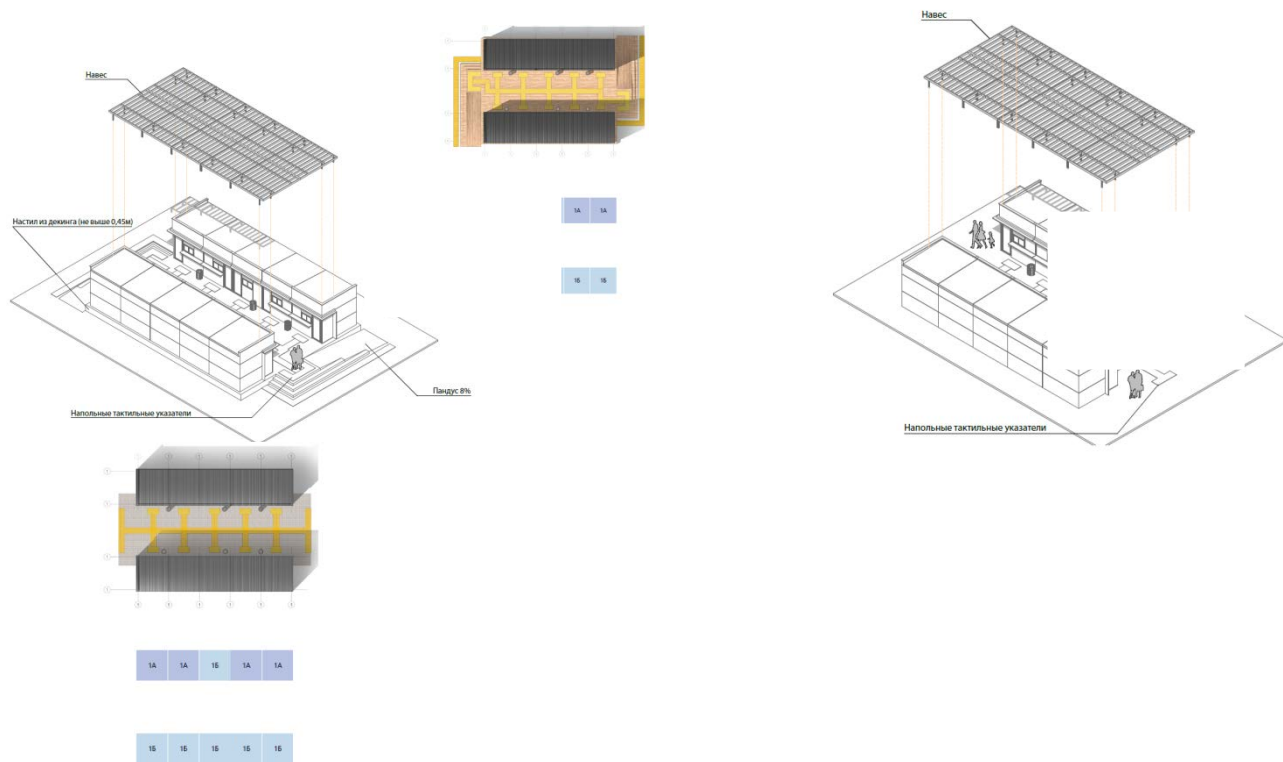 Навес
Настил из декинга (не выше 0,45м)
Пандус 8%
Напольные тактильные указатели
1А 1А
1Б 1Б
1А 1А 1Б 1А 1А
1Б 1Б 1Б 1Б 1Б
Навес
Напольные тактильные указатели